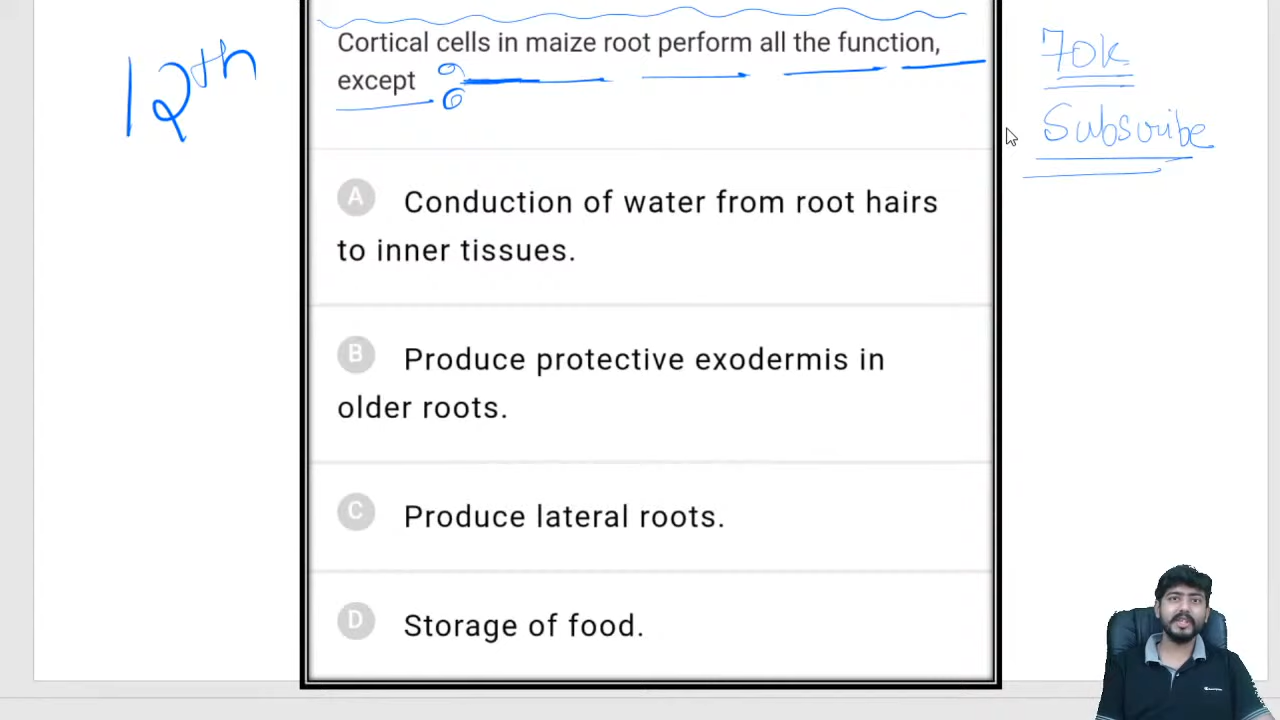 12th
Cortical cells in maize root perform all the function,
except
70k
Subscribe
A Conduction of water from root hairs
to inner tissues.
B Produce protective exodermis in
older roots.
C Produce lateral roots.
D Storage of food.